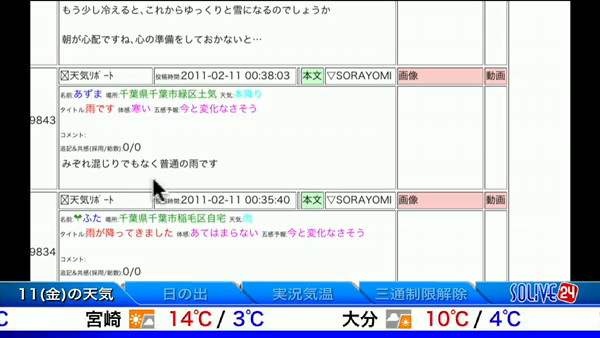 もう少し冷えると、これからゆっくりと雪になるのでしょうか
朝が心配ですね、心の準備をしておかないと…
天気ﾘﾎﾟｰﾄ 投稿時間 2011-02-11 00:38:03 本文 ▽SORAYOMI 画像 動画
9843
名前:あずま 場所:千葉県千葉市緑区土気 天気:本降り
タイトル:雨です 体感:寒い 五感予報:今と変化なさそう
コメント:
追記&共感(採用/総数):0/0
みぞれ混じりでもなく普通の雨です
天気ﾘﾎﾟｰﾄ 投稿時間 2011-02-11 00:35:40 本文 ▽SORAYOMI 画像 動画
9834
名前:ふた 場所:千葉県千葉市稲毛区自宅 天気:雨
タイトル:雨が降ってきました 体感:あてはまらない 五感予報:今と変化なさそう
コメント:
追記&共感(採用/総数):0/0
11(金)の天気 日の出 実況気温 三通制限解除 SOLiVE24
℃ 宮崎 14℃/3℃ 大分 10℃/4℃